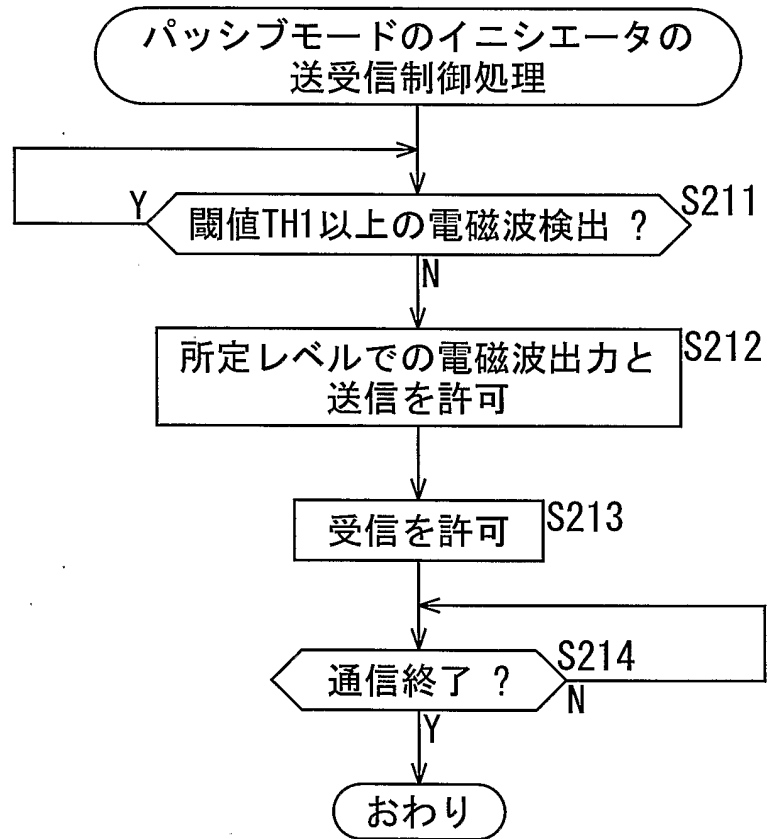 パッシブモードのイニシエータの
送受信制御処理
Y
閾値TH1以上の電磁波検出 ?
S211
N
所定レベルでの電磁波出力と
送信を許可
S212
受信を許可
S213
通信終了 ?
S214
N
Y
おわり